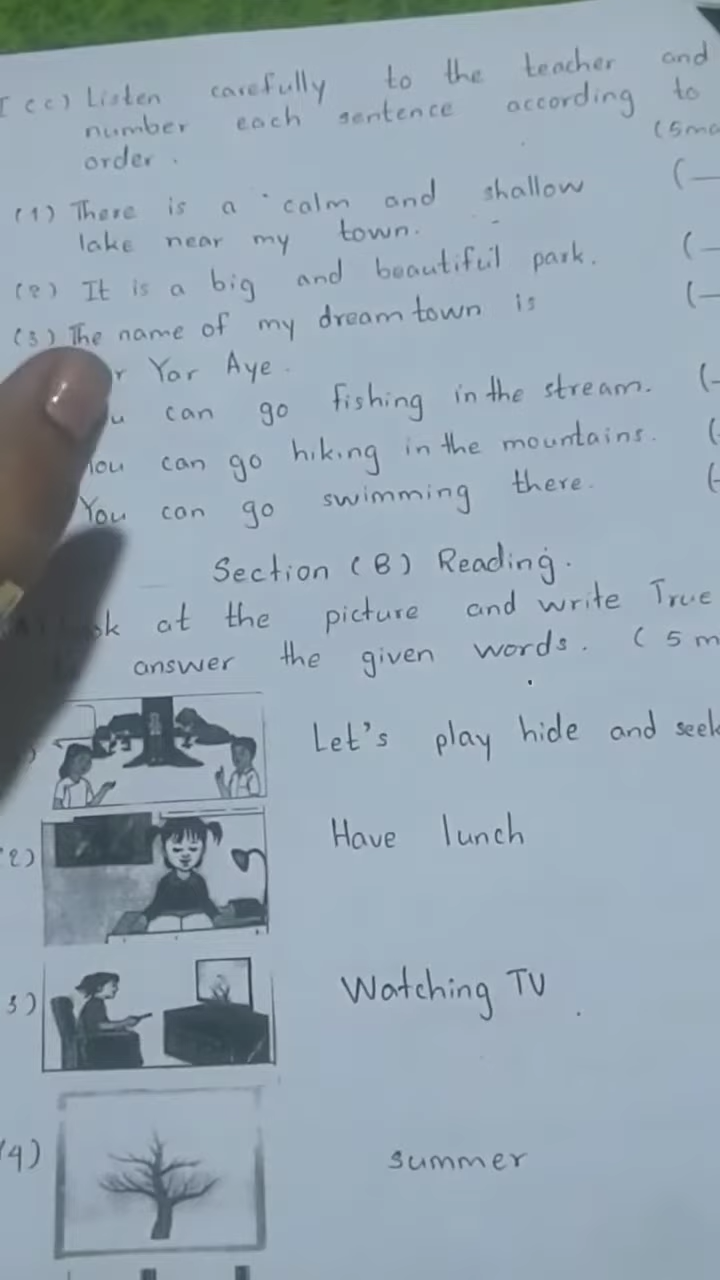 I (c) Listen carefully to the teacher and
number each sentence according to
order. (5ma
(1) There is a calm and shallow (—
lake near my town.
(2) It is a big and beautiful park. (—
(3) The name of my dream town is (—
r Yar Aye.
u can go fishing in the stream. (-
You can go hiking in the mountains. (-
You can go swimming there. (-
Section (B) Reading.
at the picture and write True
answer the given words. (5 m
Let's play hide and seek
2) Have lunch
3) Watching TV
(4) summer